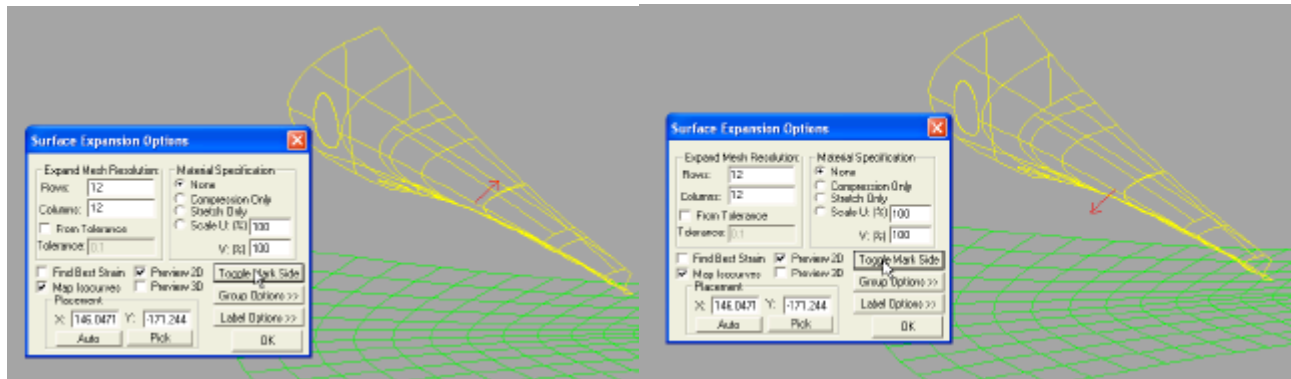 Surface Expansion Options
Expand Mesh Resolution:
Rows: 12
Columns: 12
From Tolerance
Tolerance: 0.1
Material Specification
None
Compression Only
Stretch Only
Scale U: (%) 100
V: (%) 100
Find Best Strain
Preview 2D
Toggle Mark Side
Map Isocurves
Preview 3D
Group Options >>
Placement
X: 146.0471 Y: -171.244
Label Options >>
Auto Pick
OK
Surface Expansion Options
Expand Mesh Resolution:
Rows: 12
Columns: 12
From Tolerance
Tolerance: 0.1
Material Specification
None
Compression Only
Stretch Only
Scale U: (%) 100
V: (%) 100
Find Best Strain
Preview 2D
Toggle Mark Side
Map Isocurves
Preview 3D
Group Options >>
Placement
X: 146.0471 Y: -171.244
Label Options >>
Auto Pick
OK